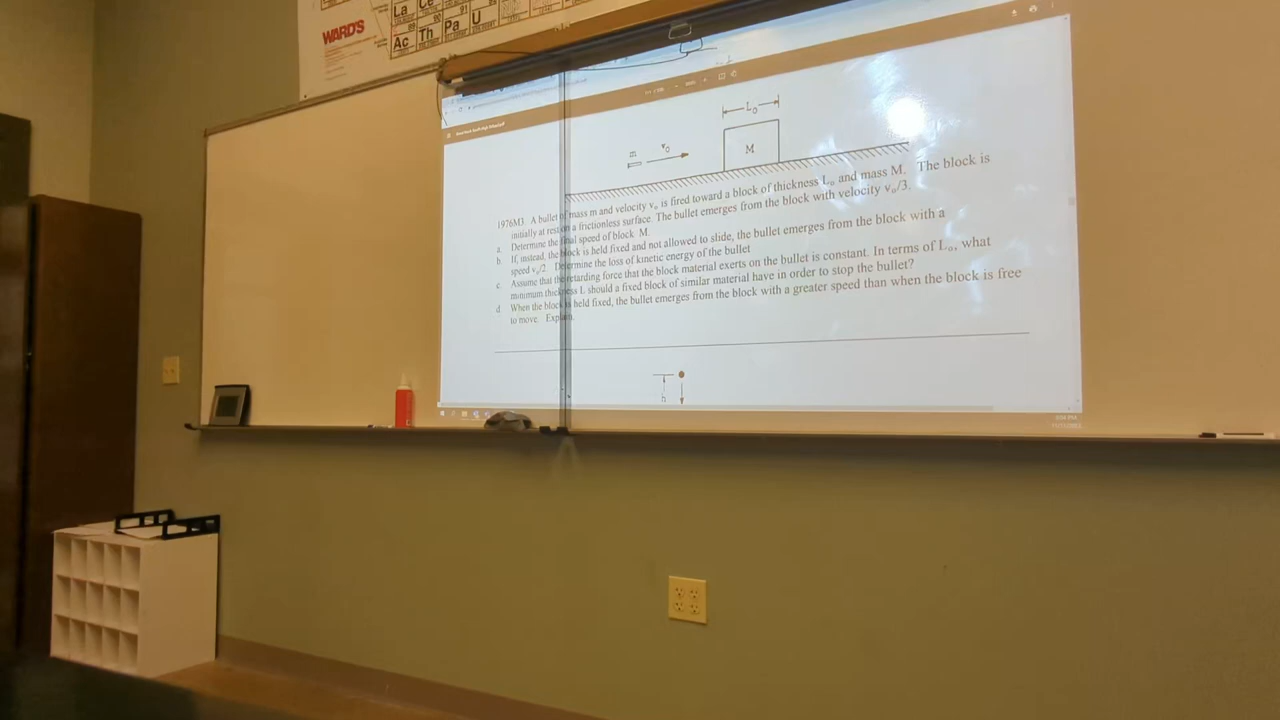 WARD'S
La Ce
Ac Th Pa U
90 91
L₀
m v₀ M
1976M3. A bullet of mass m and velocity v₀ is fired toward a block of thickness L₀ and mass M. The block is
initially at rest on a frictionless surface. The bullet emerges from the block with velocity v₀/3.
a. Determine the final speed of block M.
b. If, instead, the block is held fixed and not allowed to slide, the bullet emerges from the block with a
speed v₀/2. Determine the loss of kinetic energy of the bullet
c. Assume that the retarding force that the block material exerts on the bullet is constant. In terms of L₀, what
minimum thickness L should a fixed block of similar material have in order to stop the bullet?
d. When the block is held fixed, the bullet emerges from the block with a greater speed than when the block is free
to move. Explain.
h